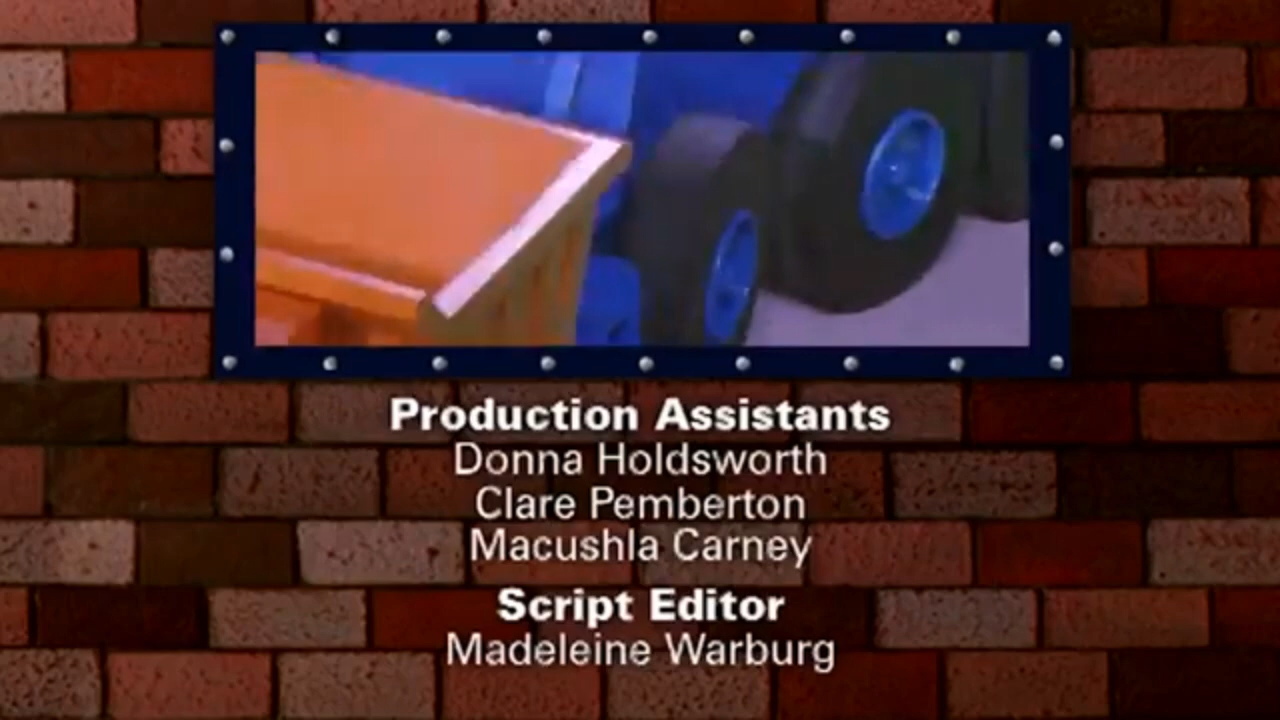 Production Assistants
Donna Holdsworth
Clare Pemberton
Macushla Carney
Script Editor
Madeleine Warburg